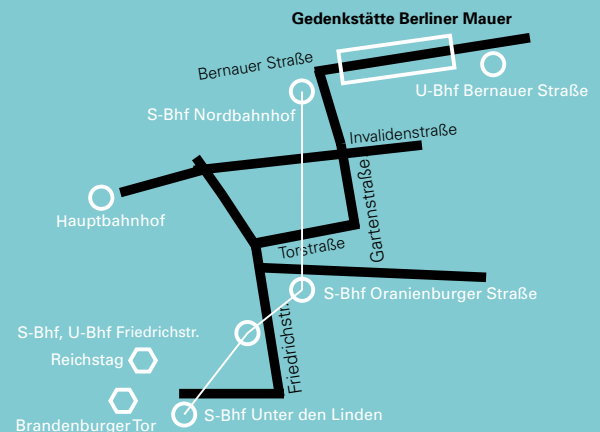 Gedenkstätte Berliner Mauer
Bernauer Straße
U-Bhf Bernauer Straße
S-Bhf Nordbahnhof
Invalidenstraße
Gartenstraße
Hauptbahnhof
Torstraße
S-Bhf Oranienburger Straße
S-Bhf, U-Bhf Friedrichstr.
Friedrichstr.
Reichstag
Brandenburger Tor
S-Bhf Unter den Linden